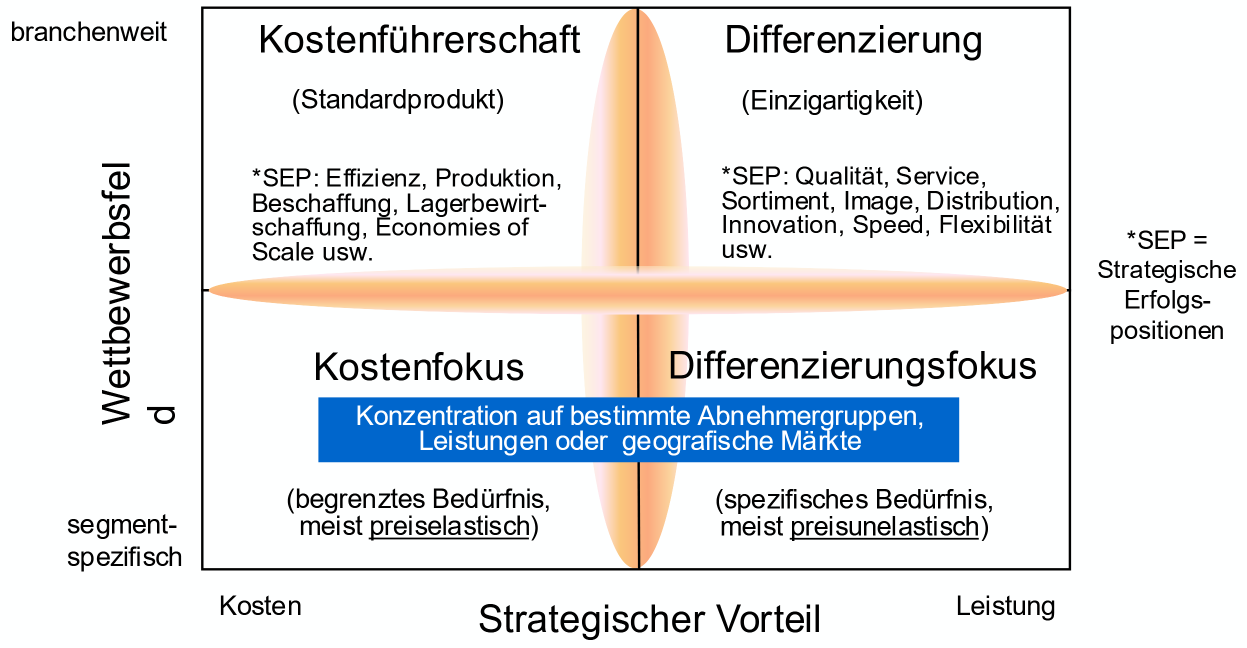 branchenweit
Kostenführerschaft
(Standardprodukt)
*SEP: Effizienz, Produktion,
Beschaffung, Lagerbewirt-
schaffung, Economies of
Scale usw.
Differenzierung
(Einzigartigkeit)
*SEP: Qualität, Service,
Sortiment, Image, Distribution,
Innovation, Speed, Flexibilität
usw.
*SEP =
Strategische
Erfolgs-
positionen
Wettbewerbsfel
d
Kostenfokus
Differenzierungsfokus
Konzentration auf bestimmte Abnehmergruppen,
Leistungen oder geografische Märkte
(begrenztes Bedürfnis,
meist preiselastisch)
(spezifisches Bedürfnis,
meist preisunelastisch)
segment-
spezifisch
Kosten
Strategischer Vorteil
Leistung